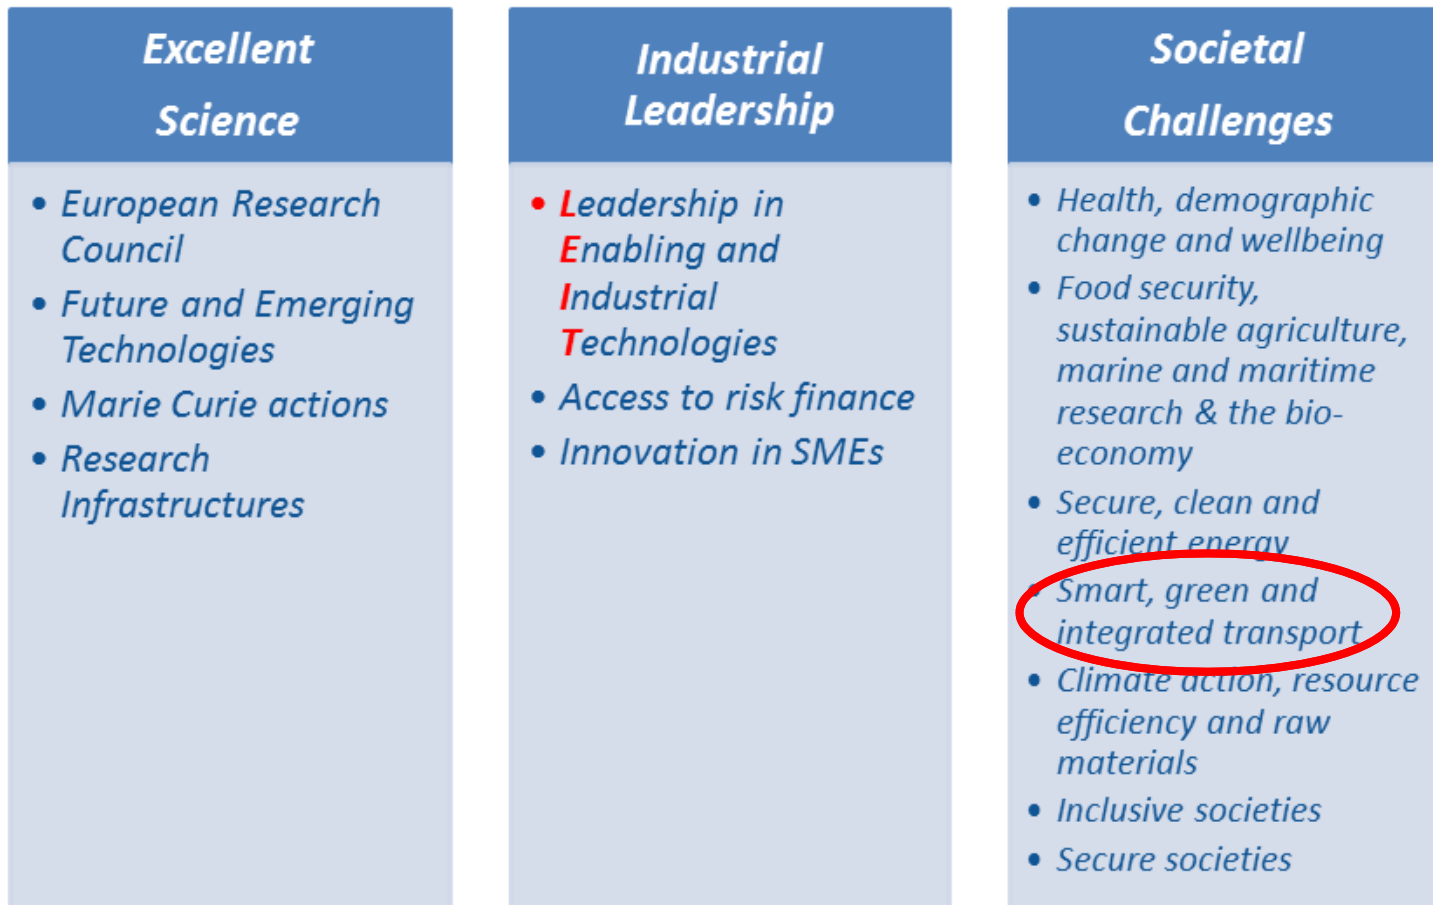 Excellent
Science
• European Research
Council
• Future and Emerging
Technologies
• Marie Curie actions
• Research
Infrastructures
Industrial
Leadership
• Leadership in
Enabling and
Industrial
Technologies
• Access to risk finance
• Innovation in SMEs
Societal
Challenges
• Health, demographic
change and wellbeing
• Food security,
sustainable agriculture,
marine and maritime
research & the bio-
economy
• Secure, clean and
efficient energy
• Smart, green and
integrated transport
• Climate action, resource
efficiency and raw
materials
• Inclusive societies
• Secure societies